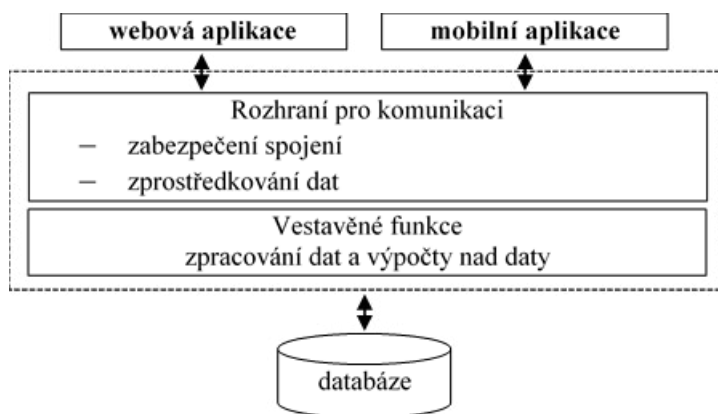 webová aplikace
mobilní aplikace
Rozhraní pro komunikaci
– zabezpečení spojení
– zprostředkování dat
Vestavěné funkce
zpracování dat a výpočty nad daty
databáze